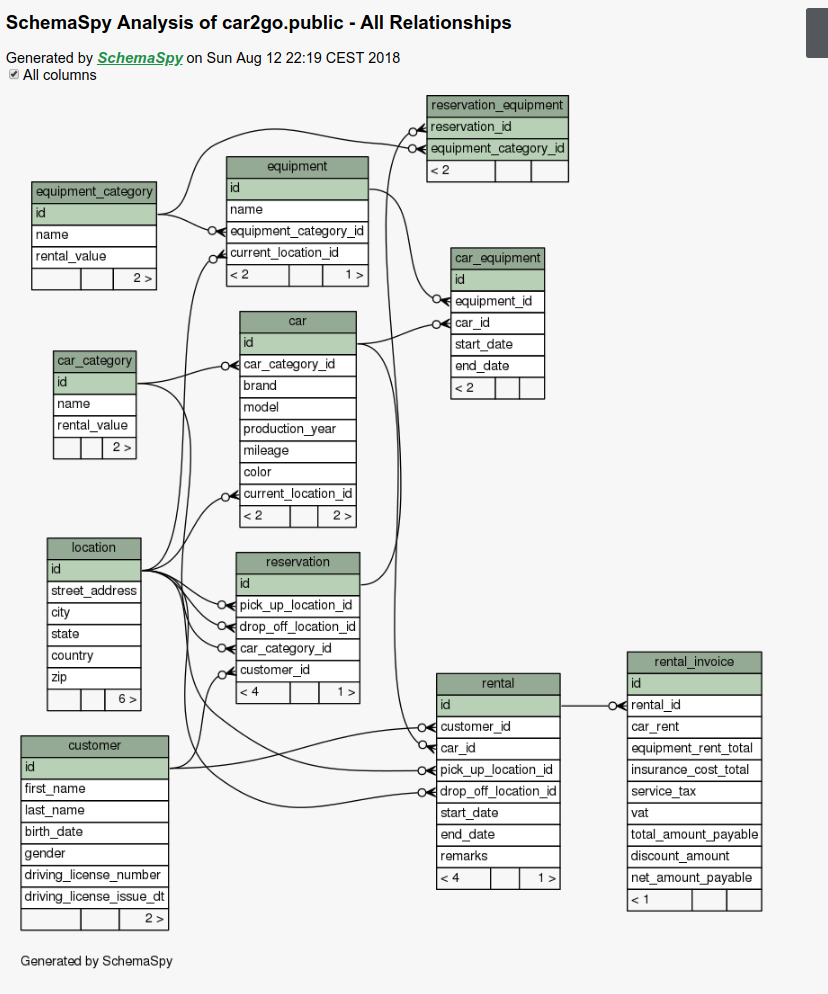 SchemaSpy Analysis of car2go.public - All Relationships
Generated by SchemaSpy on Sun Aug 12 22:19 CEST 2018
All columns
reservation_equipment
reservation_id
equipment_category_id
< 2
equipment
id
name
equipment_category_id
current_location_id
< 2 1 >
equipment_category
id
name
rental_value
2 >
car_equipment
id
equipment_id
car_id
start_date
end_date
< 2
car
id
car_category_id
brand
model
production_year
mileage
color
current_location_id
< 2 2 >
car_category
id
name
rental_value
2 >
location
id
street_address
city
state
country
zip
6 >
reservation
id
pick_up_location_id
drop_off_location_id
car_category_id
customer_id
< 4 1 >
rental
id
customer_id
car_id
pick_up_location_id
drop_off_location_id
start_date
end_date
remarks
< 4 1 >
rental_invoice
id
rental_id
car_rent
equipment_rent_total
insurance_cost_total
service_tax
vat
total_amount_payable
discount_amount
net_amount_payable
< 1
customer
id
first_name
last_name
birth_date
gender
driving_license_number
driving_license_issue_dt
2 >
Generated by SchemaSpy